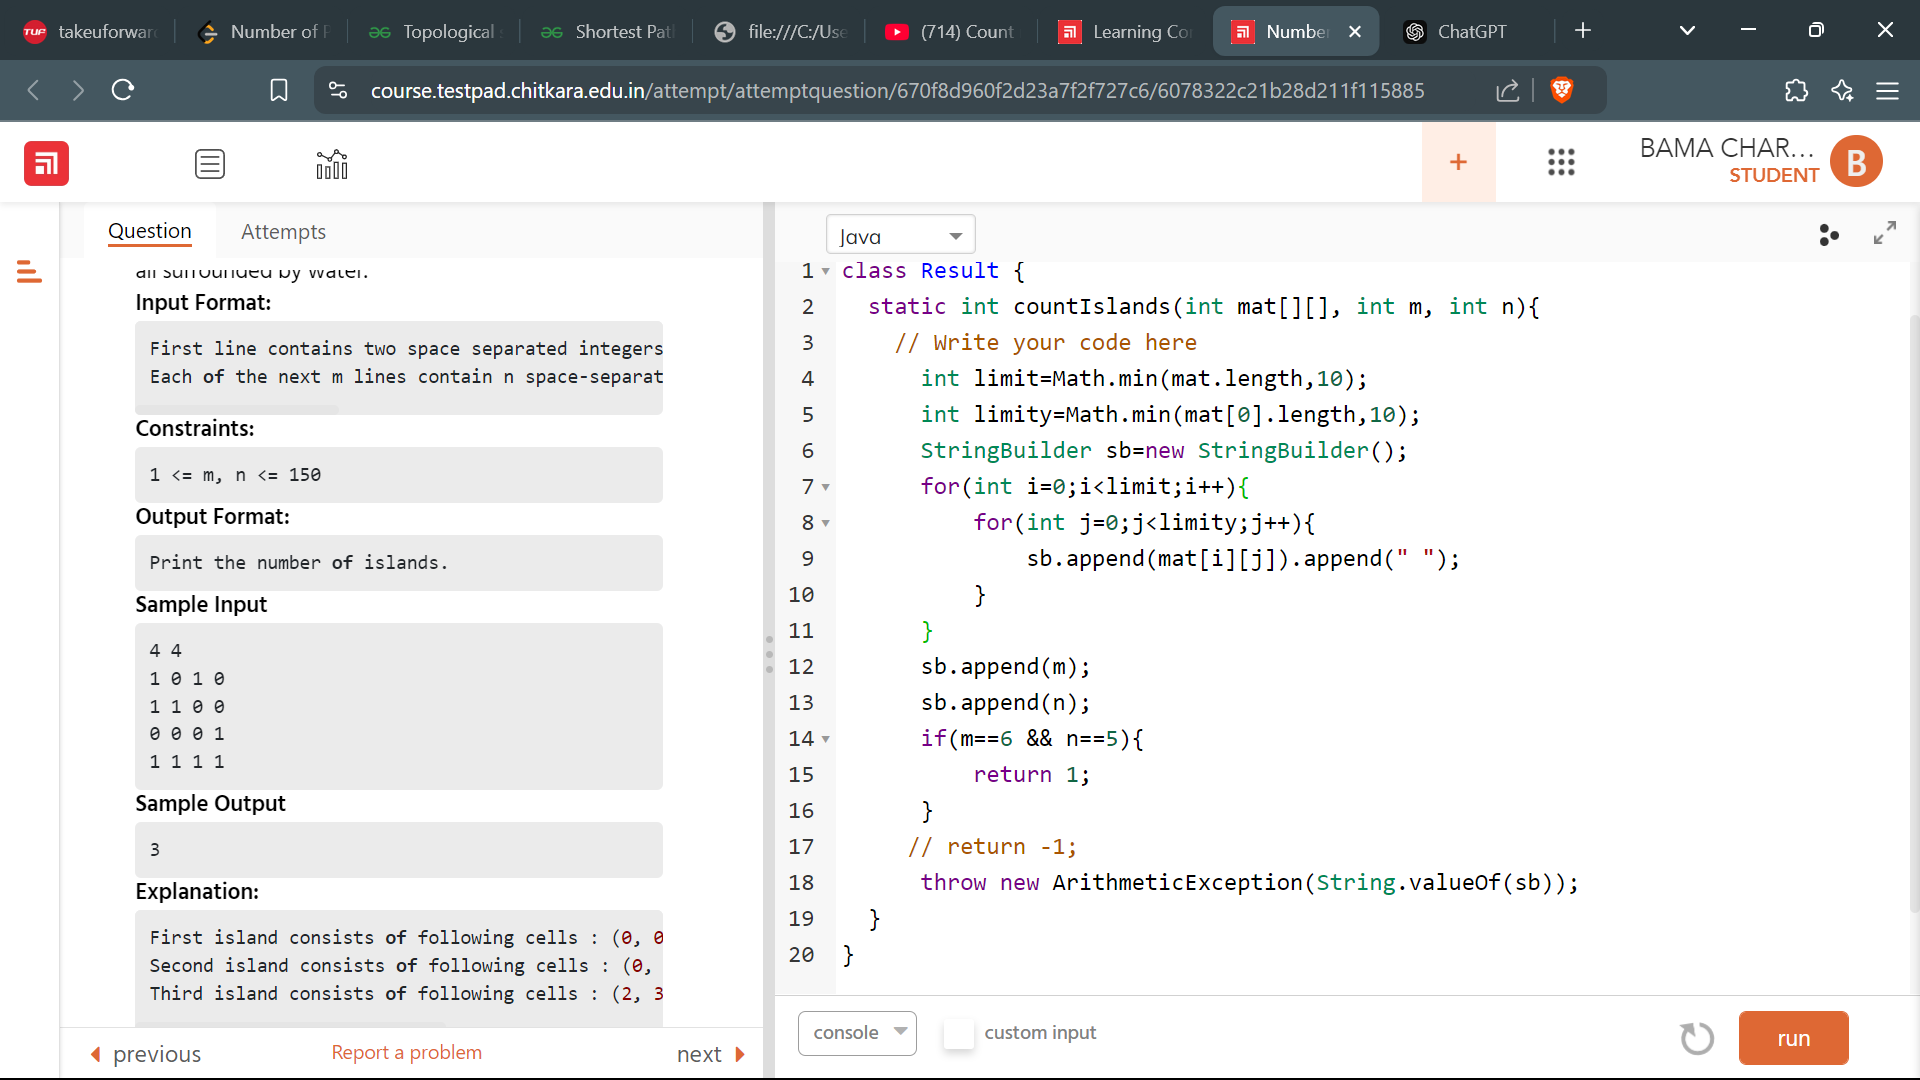 takeuforwar
Number of P
Topological
Shortest Pat
file:///C:/Use
(714) Count
Learning Co
Number
ChatGPT
course.testpad.chitkara.edu.in/attempt/attemptquestion/670f8d960f2d23a7f2f727c6/6078322c21b28d211f115885
BAMA CHAR...
STUDENT
B
Question
Attempts
all surrounded by water.
Input Format:
First line contains two space separated integers
Each of the next m lines contain n space-separat
Constraints:
1 <= m, n <= 150
Output Format:
Print the number of islands.
Sample Input
4 4
1 0 1 0
1 1 0 0
0 0 0 1
1 1 1 1
Sample Output
3
Explanation:
First island consists of following cells : (0, 0
Second island consists of following cells : (0,
Third island consists of following cells : (2, 3
previous
Report a problem
next
Java
1 class Result {
2 static int countIslands(int mat[][], int m, int n){
3 // Write your code here
4 int limit=Math.min(mat.length,10);
5 int limity=Math.min(mat[0].length,10);
6 StringBuilder sb=new StringBuilder();
7 for(int i=0;i<limit;i++){
8 for(int j=0;j<limity;j++){
9 sb.append(mat[i][j]).append(" ");
10 }
11 }
12 sb.append(m);
13 sb.append(n);
14 if(m==6 && n==5){
15 return 1;
16 }
17 // return -1;
18 throw new ArithmeticException(String.valueOf(sb));
19 }
20 }
console
custom input
run